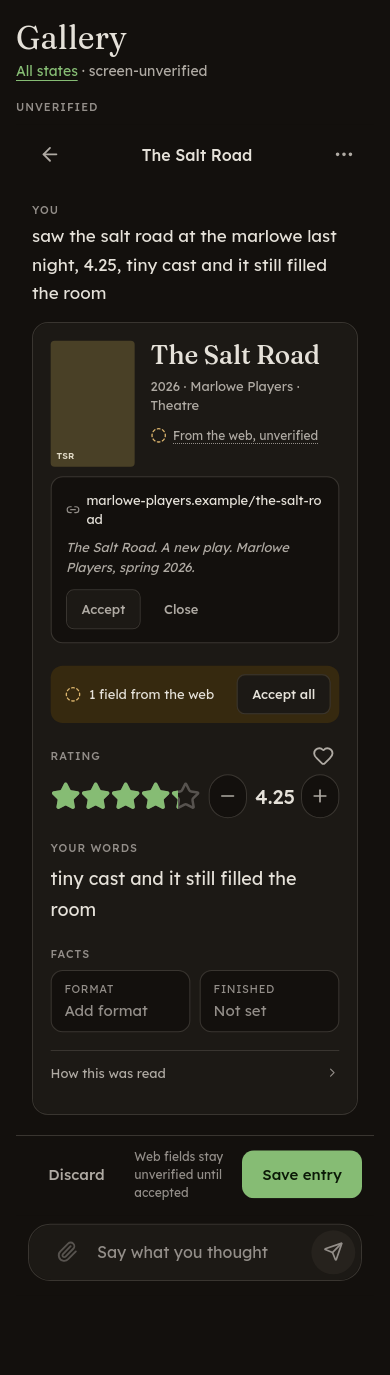 Gallery
All states · screen-unverified
UNVERIFIED
The Salt Road
YOU
saw the salt road at the marlowe last
night, 4.25, tiny cast and it still filled
the room
The Salt Road
2026 · Marlowe Players ·
Theatre
From the web, unverified
TSR
marlowe-players.example/the-salt-ro
ad
The Salt Road. A new play. Marlowe
Players, spring 2026.
Accept
Close
1 field from the web
Accept all
RATING
4.25
YOUR WORDS
tiny cast and it still filled the
room
FACTS
FORMAT
Add format
FINISHED
Not set
How this was read
Discard
Web fields stay
unverified until
accepted
Save entry
Say what you thought